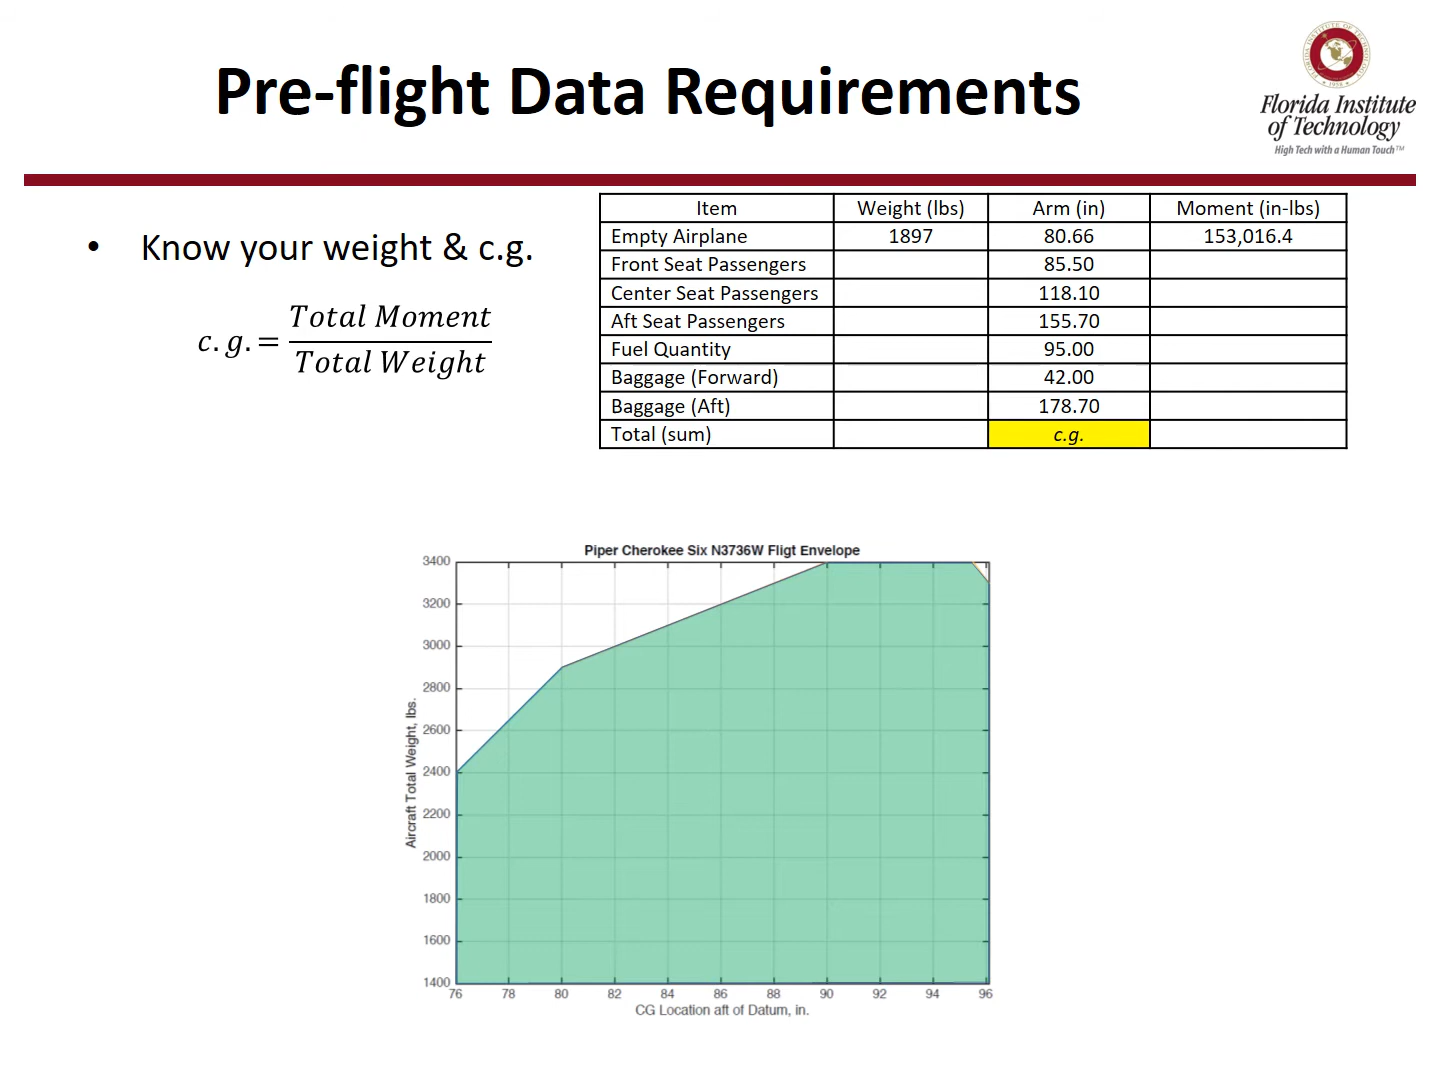 Pre-flight Data Requirements
FLORIDA INSTITUTE OF TECHNOLOGY
1958
Florida Institute
of Technology
High Tech with a Human Touch™
• Know your weight & c.g.
c.g. = Total Moment
Total Weight
Item Weight (lbs) Arm (in) Moment (in-lbs)
Empty Airplane 1897 80.66 153,016.4
Front Seat Passengers 85.50
Center Seat Passengers 118.10
Aft Seat Passengers 155.70
Fuel Quantity 95.00
Baggage (Forward) 42.00
Baggage (Aft) 178.70
Total (sum) c.g.
Piper Cherokee Six N3736W Fligt Envelope
Aircraft Total Weight, lbs.
3400
3200
3000
2800
2600
2400
2200
2000
1800
1600
1400
76 78 80 82 84 86 88 90 92 94 96
CG Location aft of Datum, in.